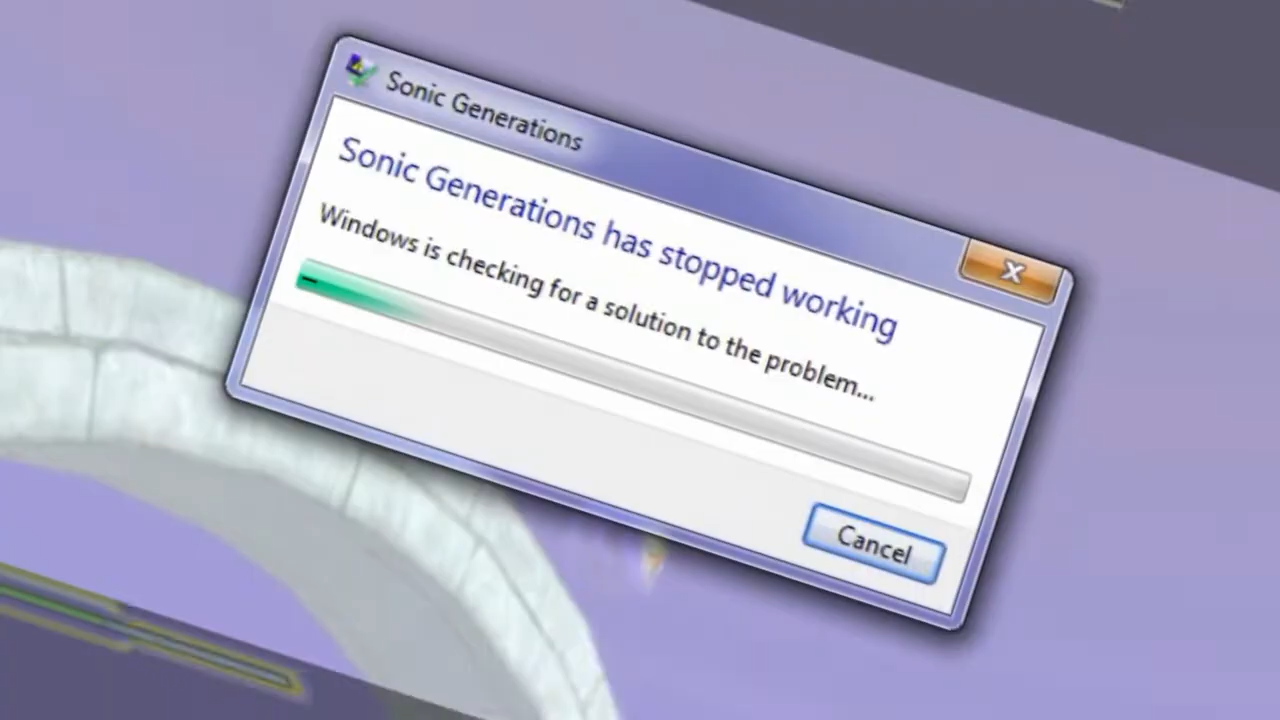 Sonic Generations
Sonic Generations has stopped working
Windows is checking for a solution to the problem...
Cancel